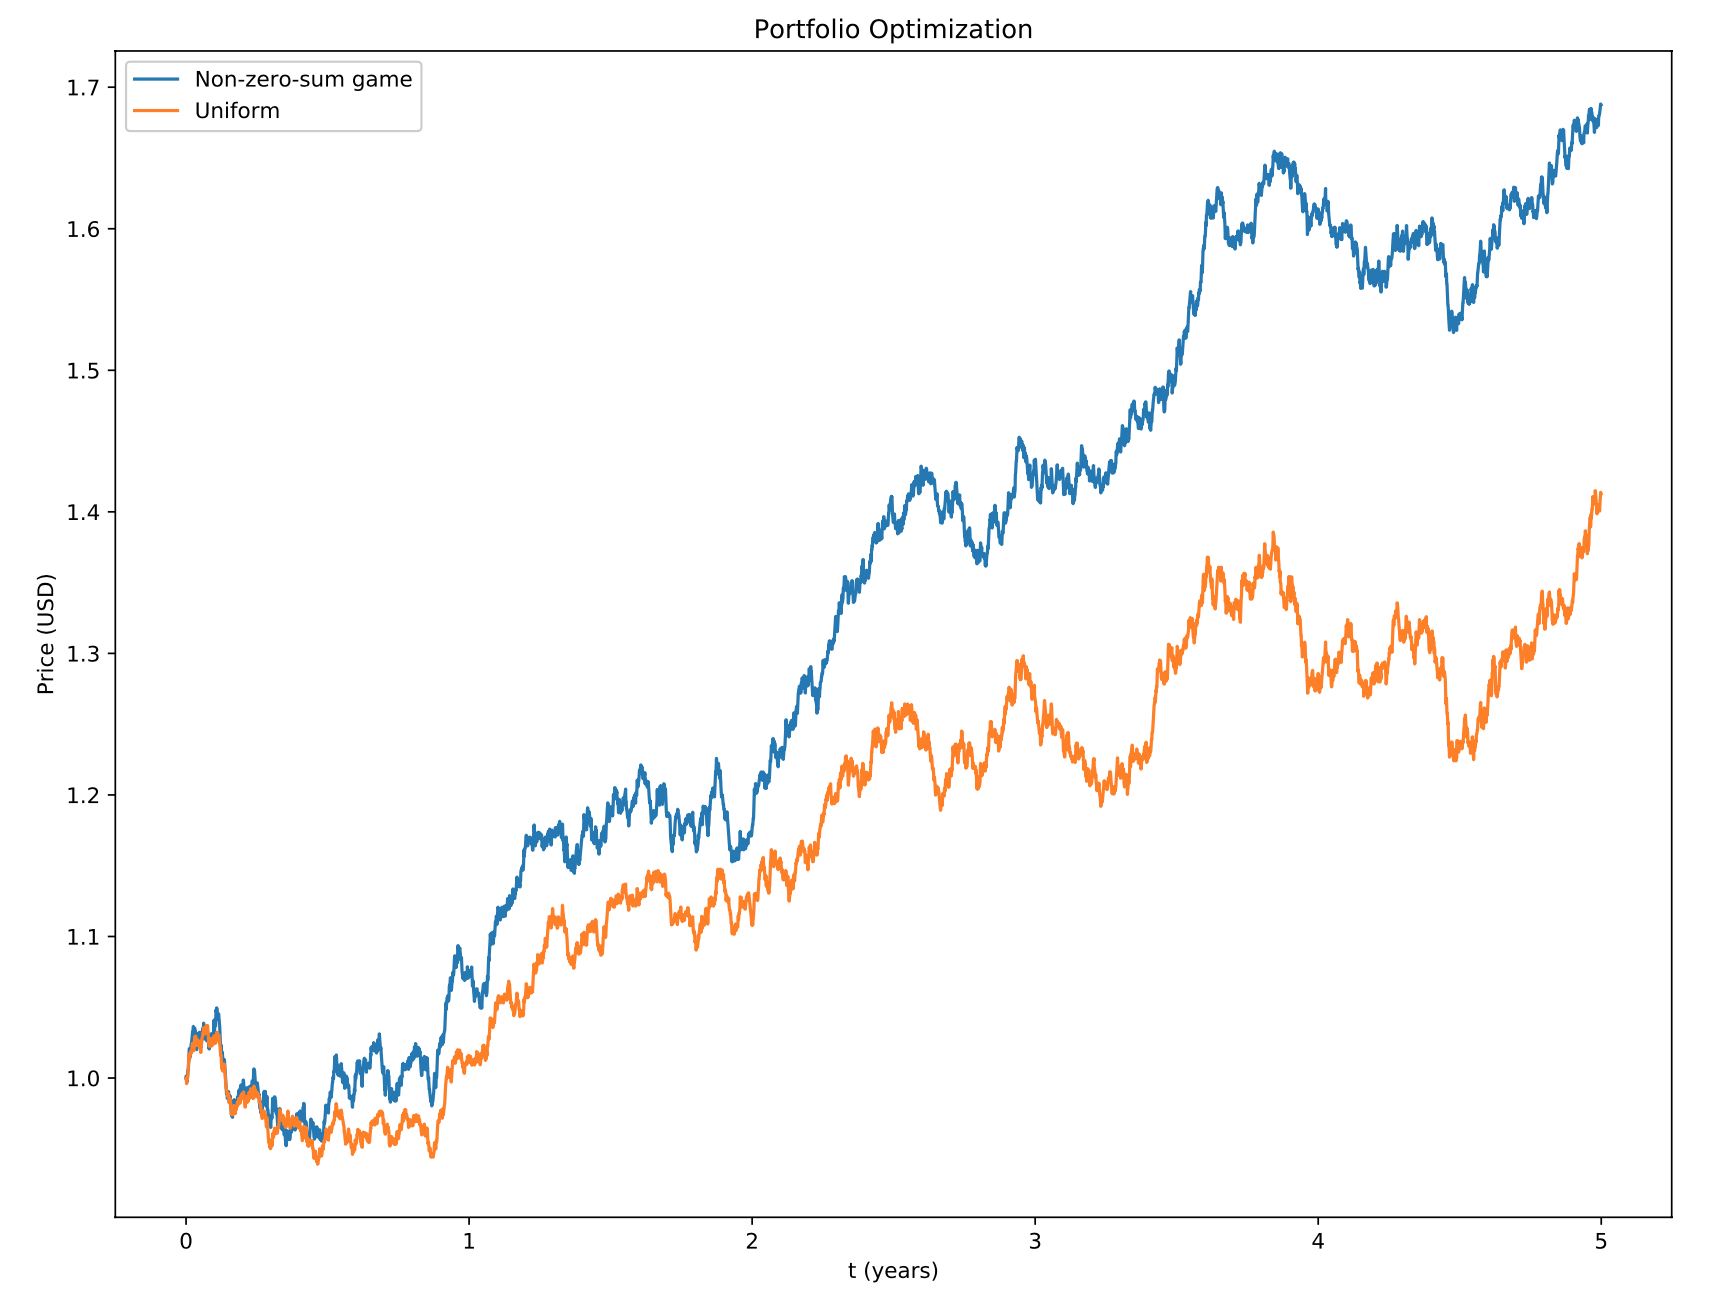 Portfolio Optimization
Non-zero-sum game
Uniform
1.7
1.6
1.5
1.4
1.3
1.2
1.1
1.0
Price (USD)
0 1 2 3 4 5
t (years)